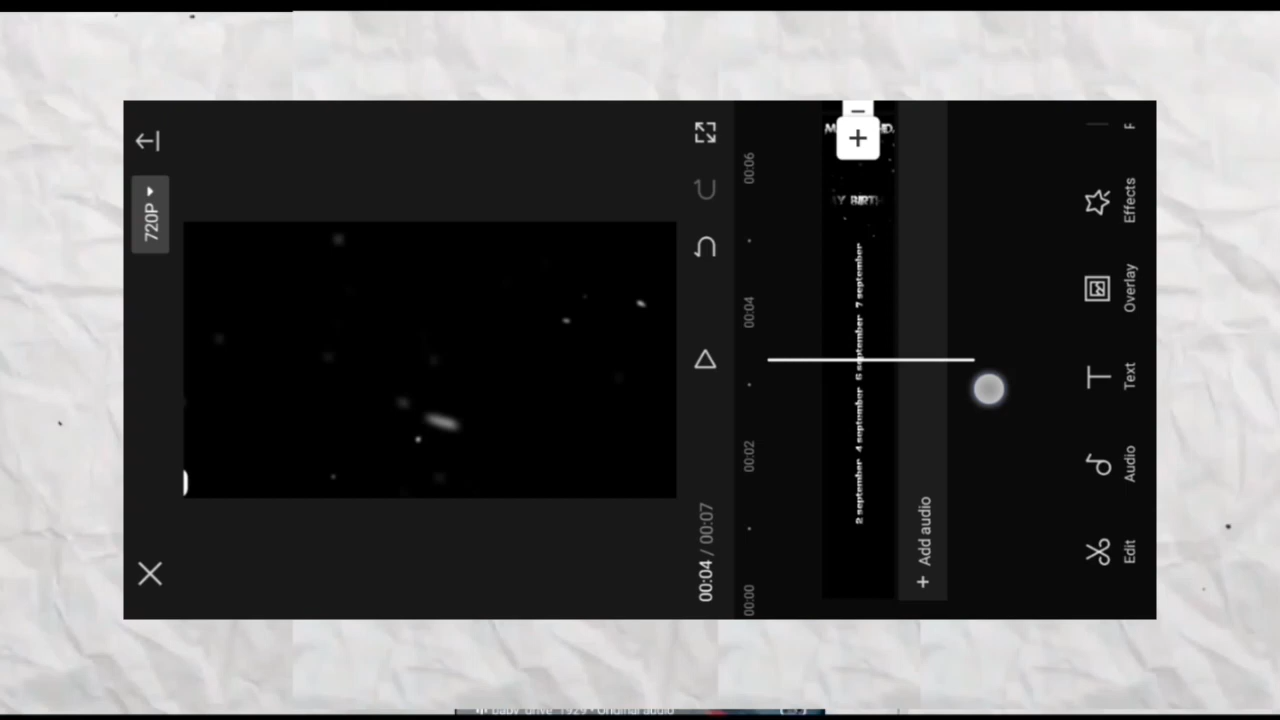 720P
00:04 / 00:07
00:00
00:02
00:04
00:06
2 september 4 september 6 september 7 september
+ Add audio
Edit
Audio
Text
Overlay
Effects
F